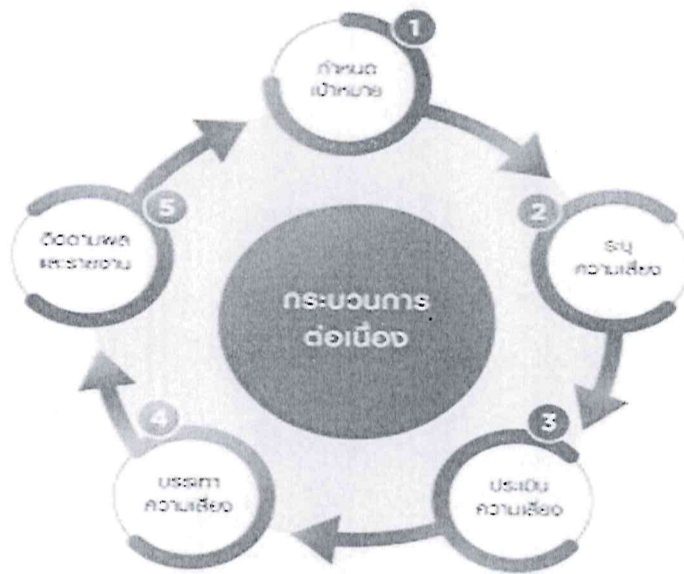 1
กำหนด
เป้าหมาย
2
ระบุ
ความเสี่ยง
3
ประเมิน
ความเสี่ยง
4
บรรเทา
ความเสี่ยง
5
ติดตามผล
และรายงาน
กระบวนการ
ต่อเนื่อง